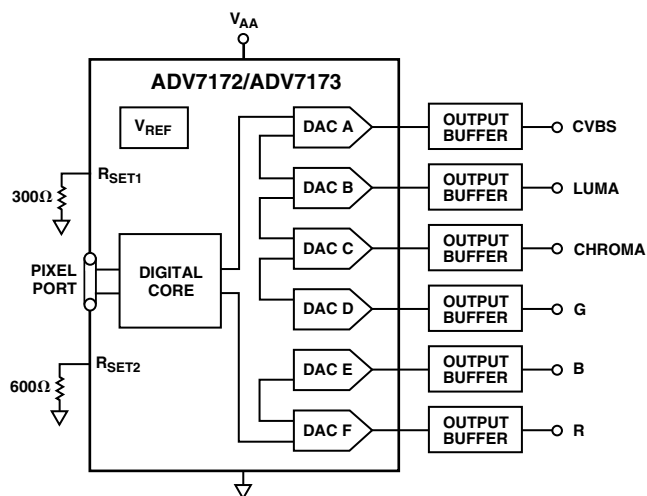 VAA
ADV7172/ADV7173
VREF
RSET1
300Ω
PIXEL
PORT
DIGITAL
CORE
RSET2
600Ω
DAC A
OUTPUT
BUFFER
CVBS
DAC B
OUTPUT
BUFFER
LUMA
DAC C
OUTPUT
BUFFER
CHROMA
DAC D
OUTPUT
BUFFER
G
DAC E
OUTPUT
BUFFER
B
DAC F
OUTPUT
BUFFER
R